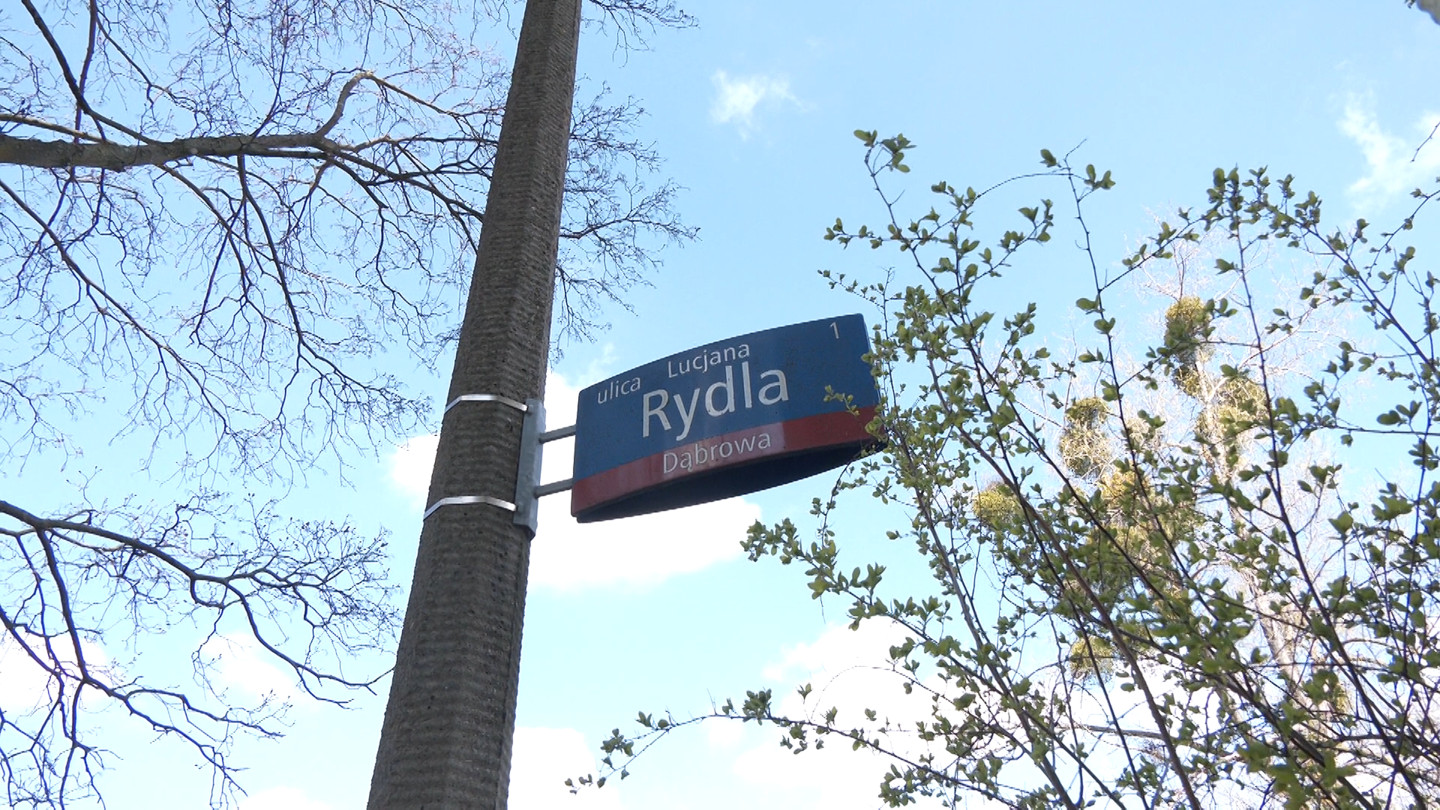 ulica Lucjana 1
Rydla
Dąbrowa